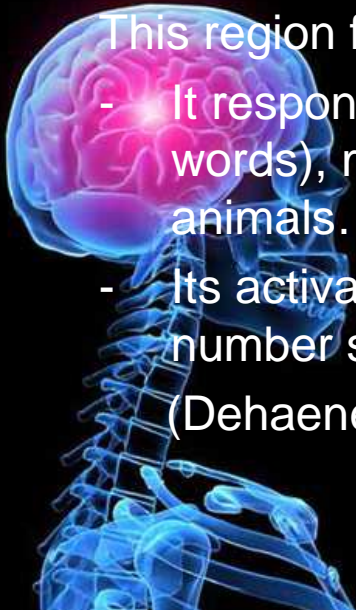 This region f
- It respon
words), r
animals.
- Its activa
number s
(Dehaene